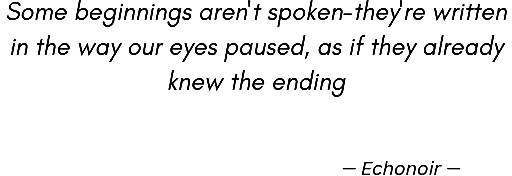 Some beginnings aren't spoken-they're written
in the way our eyes paused, as if they already
knew the ending
— Echonoir —